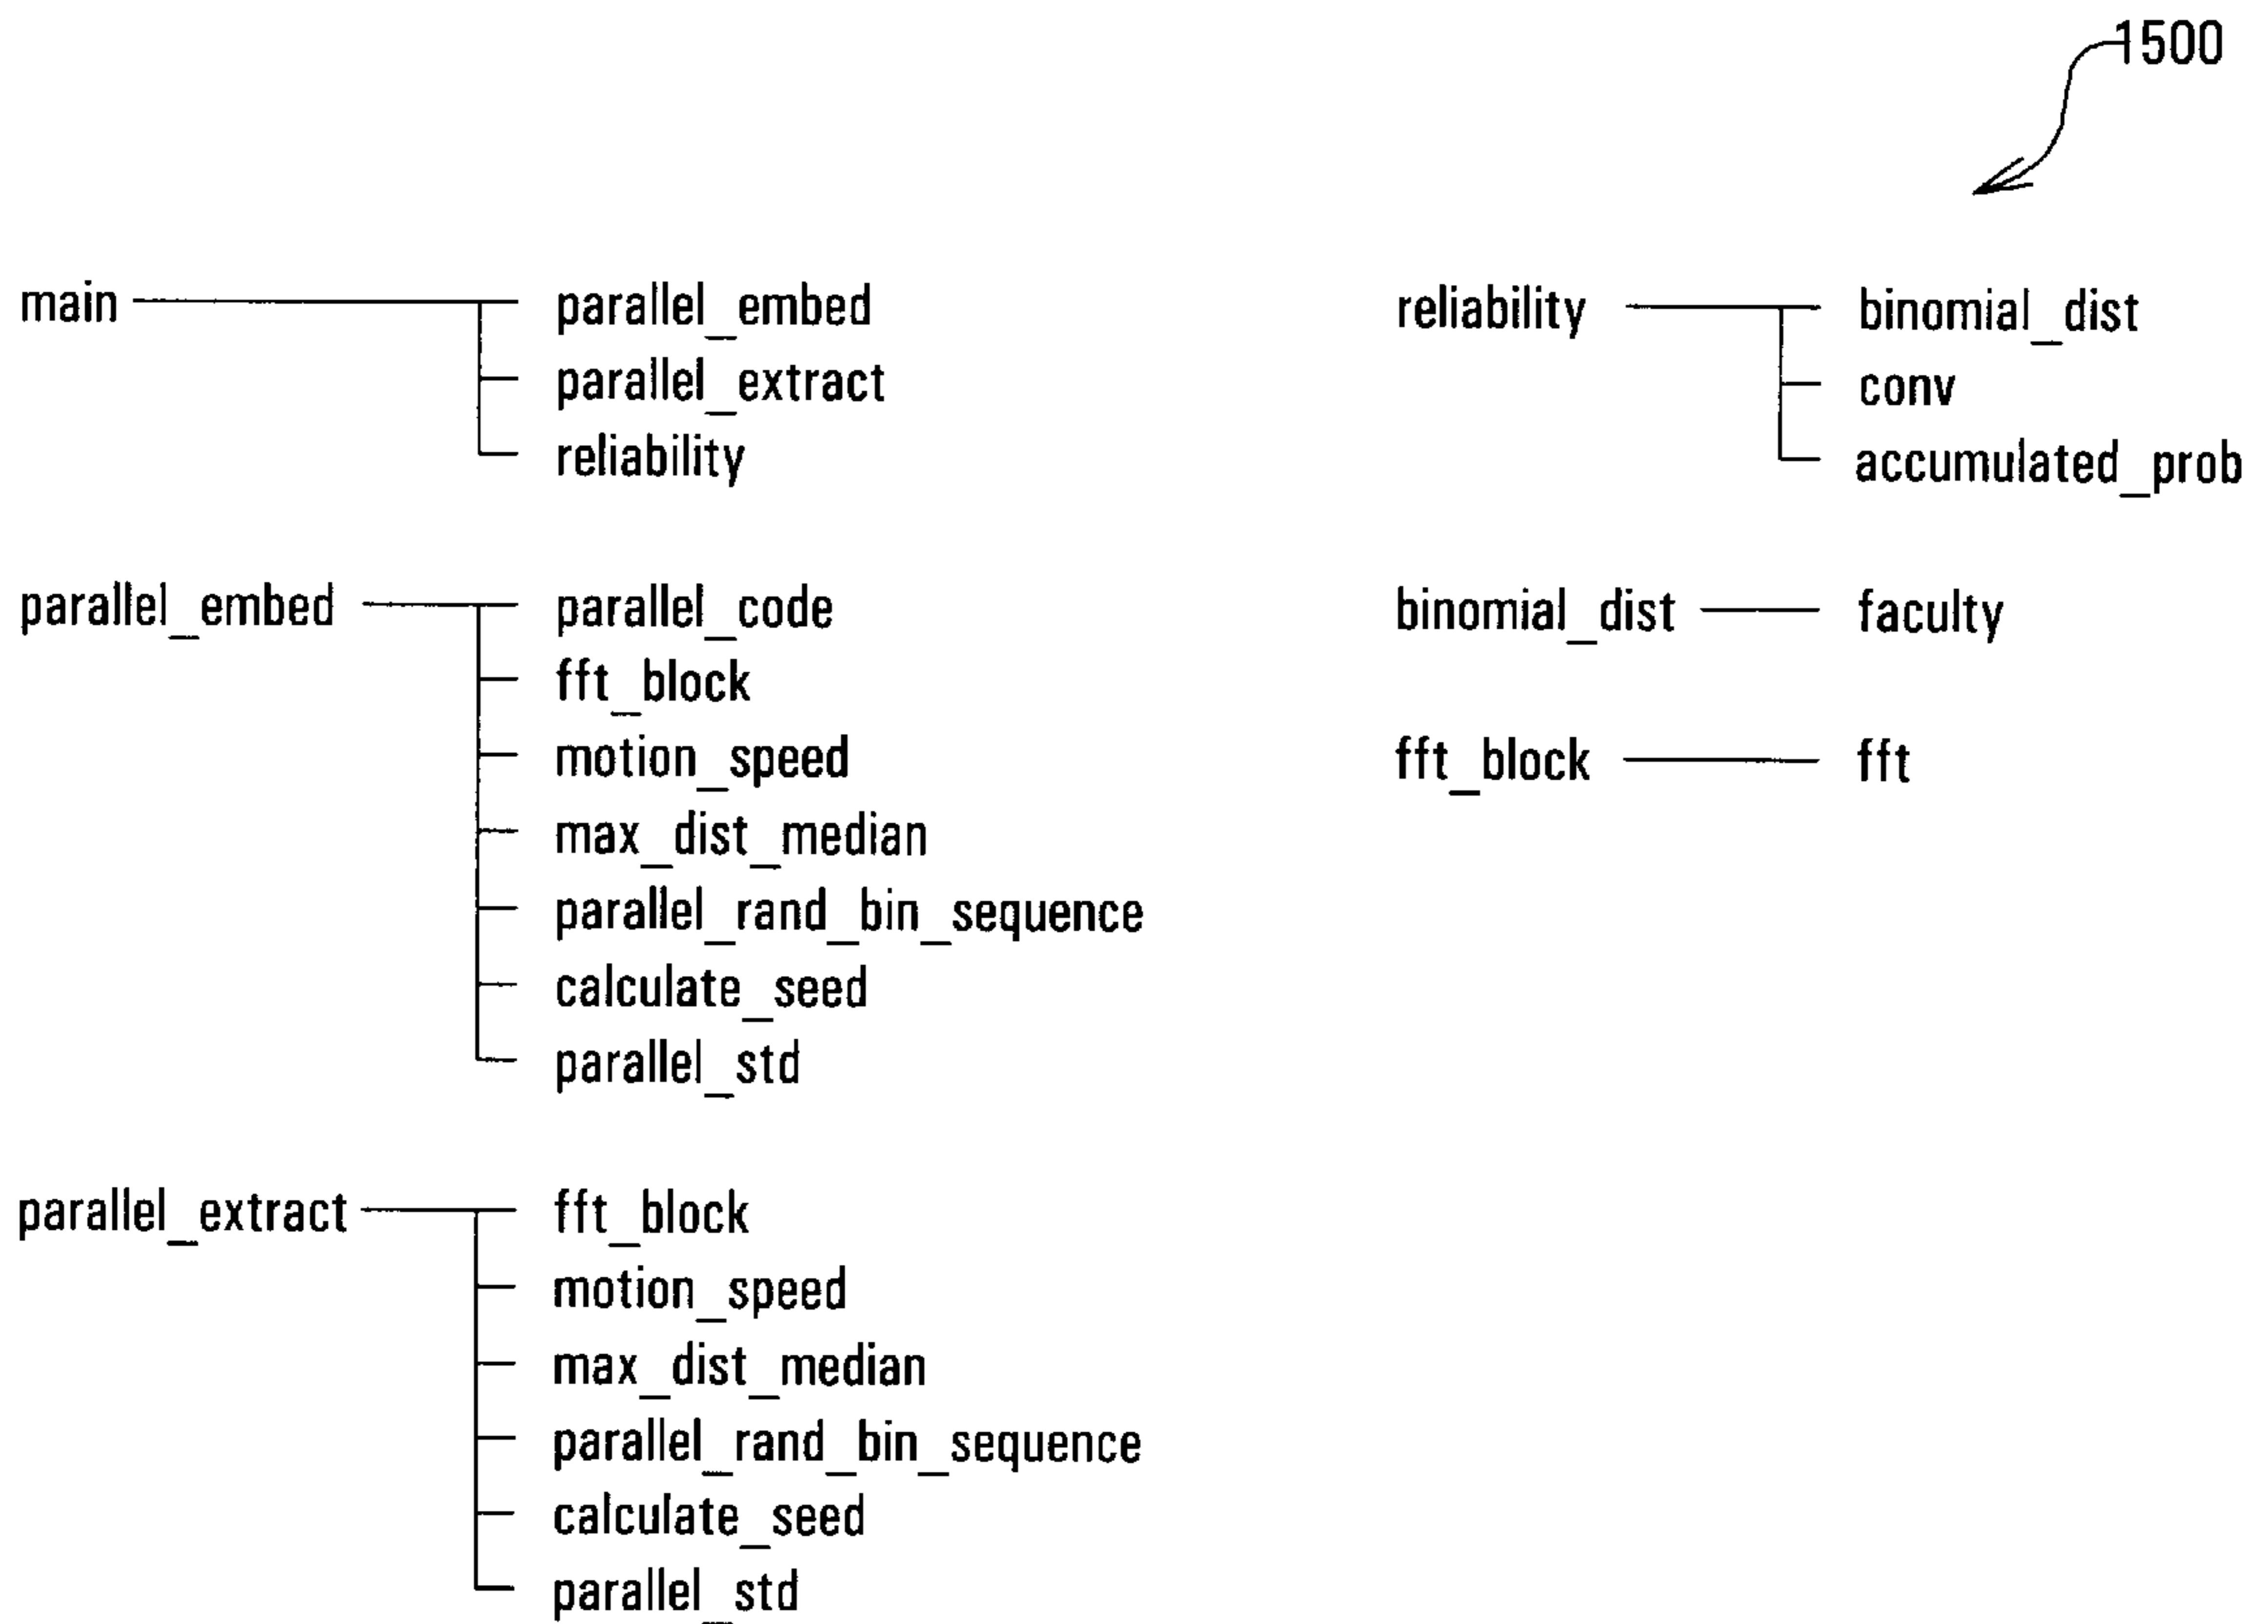 1500
main
parallel_embed
parallel_extract
reliability
parallel_embed
parallel_code
fft_block
motion_speed
max_dist_median
parallel_rand_bin_sequence
calculate_seed
parallel_std
parallel_extract
fft_block
motion_speed
max_dist_median
parallel_rand_bin_sequence
calculate_seed
parallel_std
reliability
binomial_dist
conv
accumulated_prob
binomial_dist
faculty
fft_block
fft